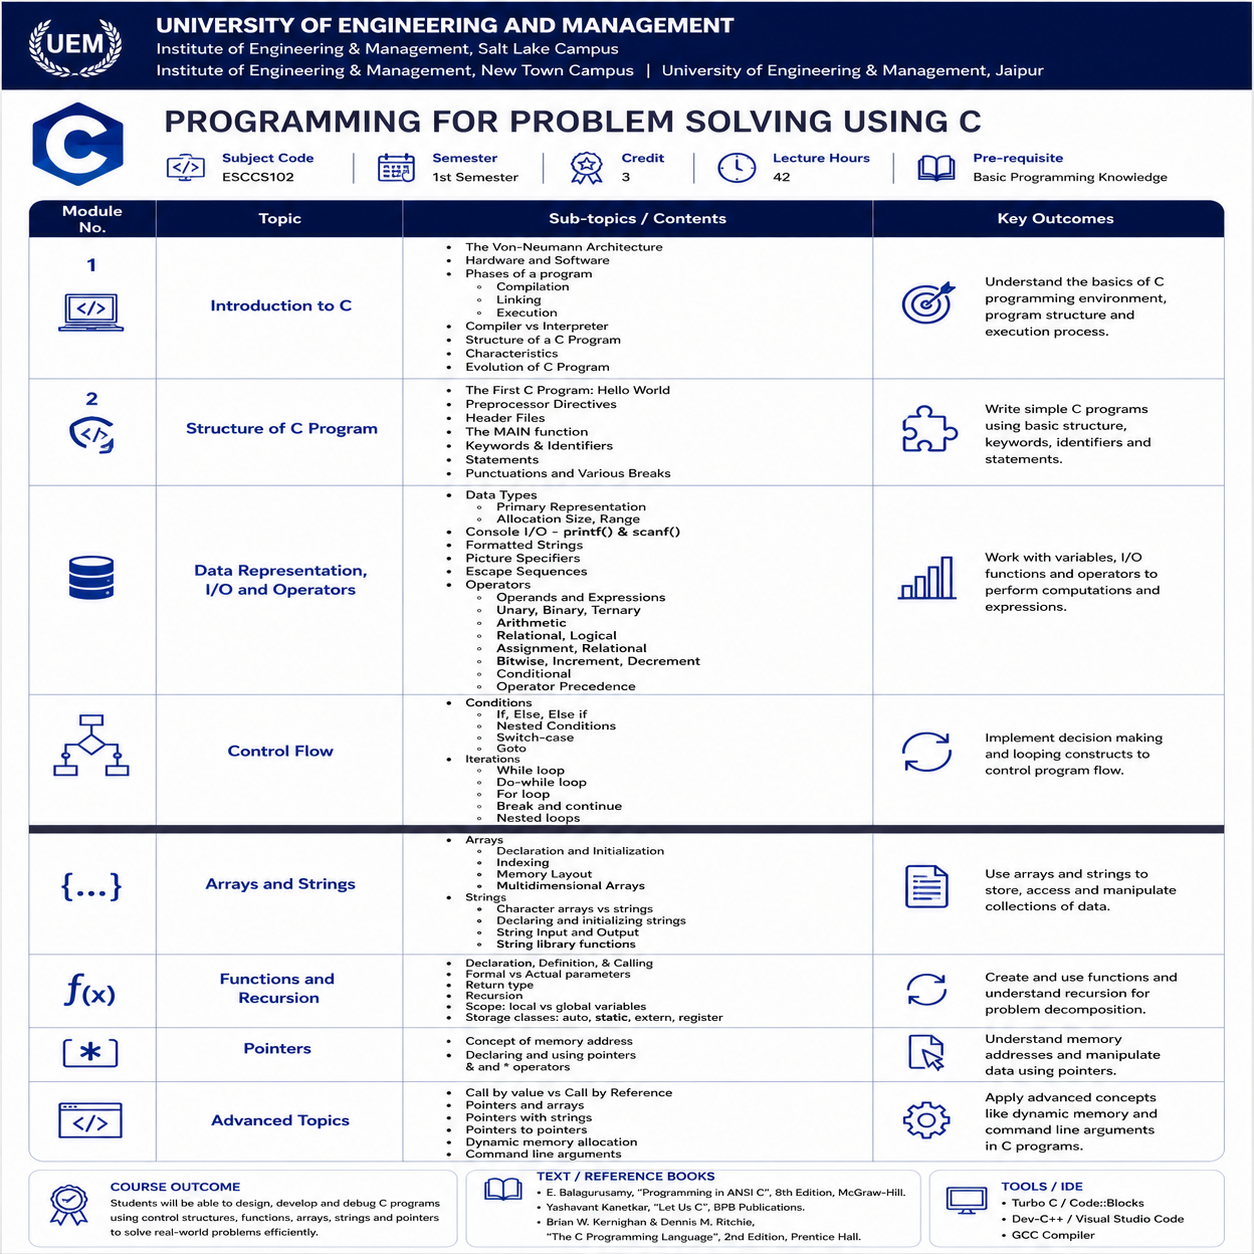 UEM
UNIVERSITY OF ENGINEERING AND MANAGEMENT
Institute of Engineering & Management, Salt Lake Campus
Institute of Engineering & Management, New Town Campus | University of Engineering & Management, Jaipur
C
PROGRAMMING FOR PROBLEM SOLVING USING C
</>
Subject Code
ESCCS102
Semester
1st Semester
Credit
3
Lecture Hours
42
Pre-requisite
Basic Programming Knowledge
Module
No.
Topic
Sub-topics / Contents
Key Outcomes
1
</>
Introduction to C
• The Von-Neumann Architecture
• Hardware and Software
• Phases of a program
◦ Compilation
◦ Linking
◦ Execution
• Compiler vs Interpreter
• Structure of a C Program
• Characteristics
• Evolution of C Program
Understand the basics of C
programming environment,
program structure and
execution process.
2
</>
Structure of C Program
• The First C Program: Hello World
• Preprocessor Directives
• Header Files
• The MAIN function
• Keywords & Identifiers
• Statements
• Punctuations and Various Breaks
Write simple C programs
using basic structure,
keywords, identifiers and
statements.
Data Representation,
I/O and Operators
• Data Types
◦ Primary Representation
◦ Allocation Size, Range
• Console I/O - printf() & scanf()
• Formatted Strings
• Picture Specifiers
• Escape Sequences
• Operators
◦ Operands and Expressions
◦ Unary, Binary, Ternary
◦ Arithmetic
◦ Relational, Logical
◦ Assignment, Relational
◦ Bitwise, Increment, Decrement
◦ Conditional
◦ Operator Precedence
Work with variables, I/O
functions and operators to
perform computations and
expressions.
Control Flow
• Conditions
◦ If, Else, Else if
◦ Nested Conditions
◦ Switch-case
◦ Goto
• Iterations
◦ While loop
◦ Do-while loop
◦ For loop
◦ Break and continue
◦ Nested loops
Implement decision making
and looping constructs to
control program flow.
{...}
Arrays and Strings
• Arrays
◦ Declaration and Initialization
◦ Indexing
◦ Memory Layout
◦ Multidimensional Arrays
• Strings
◦ Character arrays vs strings
◦ Declaring and initializing strings
◦ String Input and Output
◦ String library functions
Use arrays and strings to
store, access and manipulate
collections of data.
f(x)
Functions and
Recursion
• Declaration, Definition, & Calling
• Formal vs Actual parameters
• Return type
• Recursion
• Scope: local vs global variables
• Storage classes: auto, static, extern, register
Create and use functions and
understand recursion for
problem decomposition.
[*]
Pointers
• Concept of memory address
• Declaring and using pointers
& and * operators
Understand memory
addresses and manipulate
data using pointers.
</>
Advanced Topics
• Call by value vs Call by Reference
• Pointers and arrays
• Pointers with strings
• Pointers to pointers
• Dynamic memory allocation
• Command line arguments
Apply advanced concepts
like dynamic memory and
command line arguments
in C programs.
COURSE OUTCOME
Students will be able to design, develop and debug C programs
using control structures, functions, arrays, strings and pointers
to solve real-world problems efficiently.
TEXT / REFERENCE BOOKS
• E. Balagurusamy, "Programming in ANSI C", 8th Edition, McGraw-Hill.
• Yashavant Kanetkar, "Let Us C", BPB Publications.
• Brian W. Kernighan & Dennis M. Ritchie,
"The C Programming Language", 2nd Edition, Prentice Hall.
TOOLS / IDE
• Turbo C / Code::Blocks
• Dev-C++ / Visual Studio Code
• GCC Compiler